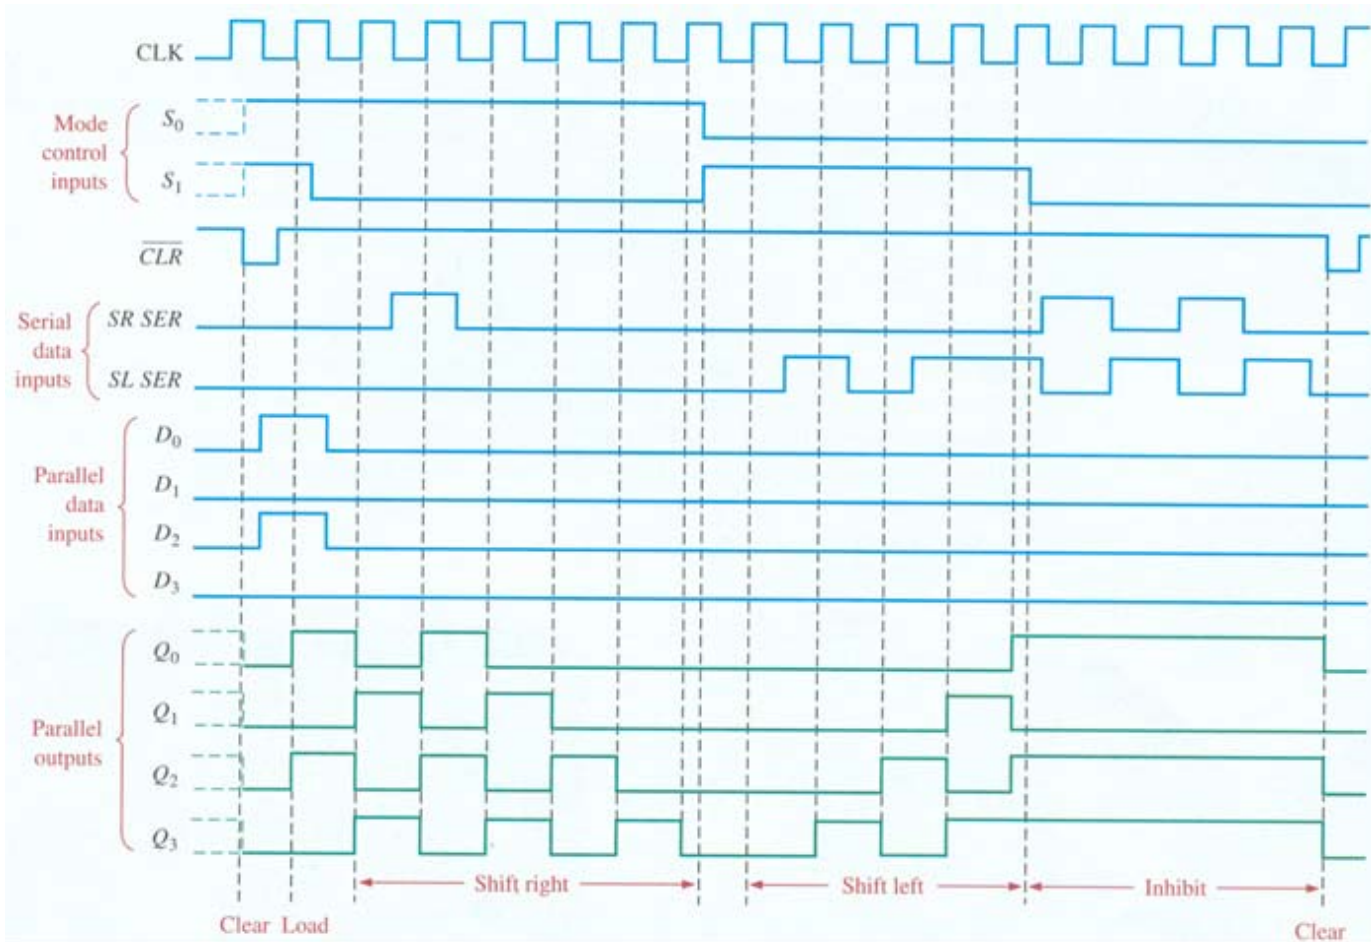 CLK
Mode
control
inputs
S₀
S₁
C̅L̅R̅
Serial
data
inputs
SR SER
SL SER
Parallel
data
inputs
D₀
D₁
D₂
D₃
Parallel
outputs
Q₀
Q₁
Q₂
Q₃
Shift right
Shift left
Inhibit
Clear Load
Clear